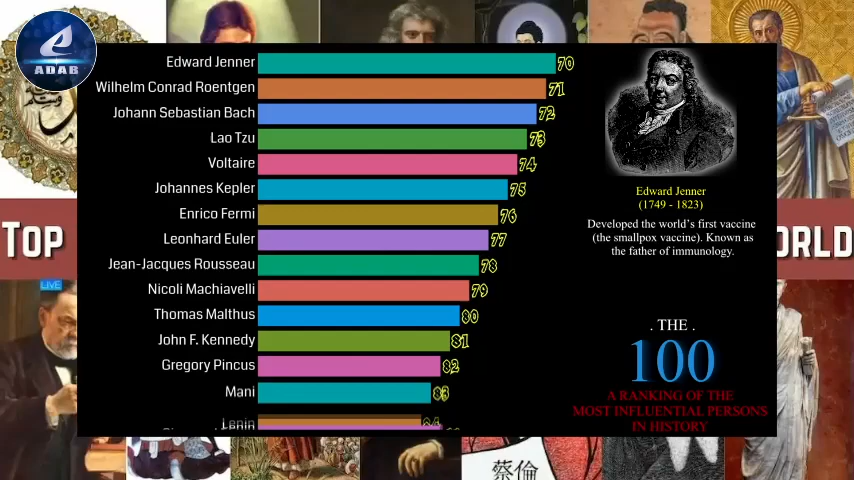 ADAB
TOP
ORLD
LIVE
Edward Jenner 70
Wilhelm Conrad Roentgen 71
Johann Sebastian Bach 72
Lao Tzu 73
Voltaire 74
Johannes Kepler 75
Enrico Fermi 76
Leonhard Euler 77
Jean-Jacques Rousseau 78
Nicoli Machiavelli 79
Thomas Malthus 80
John F. Kennedy 81
Gregory Pincus 82
Mani 83
Lenin 84
Edward Jenner
(1749 - 1823)
Developed the world's first vaccine
(the smallpox vaccine). Known as
the father of immunology.
. THE .
100
A RANKING OF THE
MOST INFLUENTIAL PERSONS
IN HISTORY
蔡倫